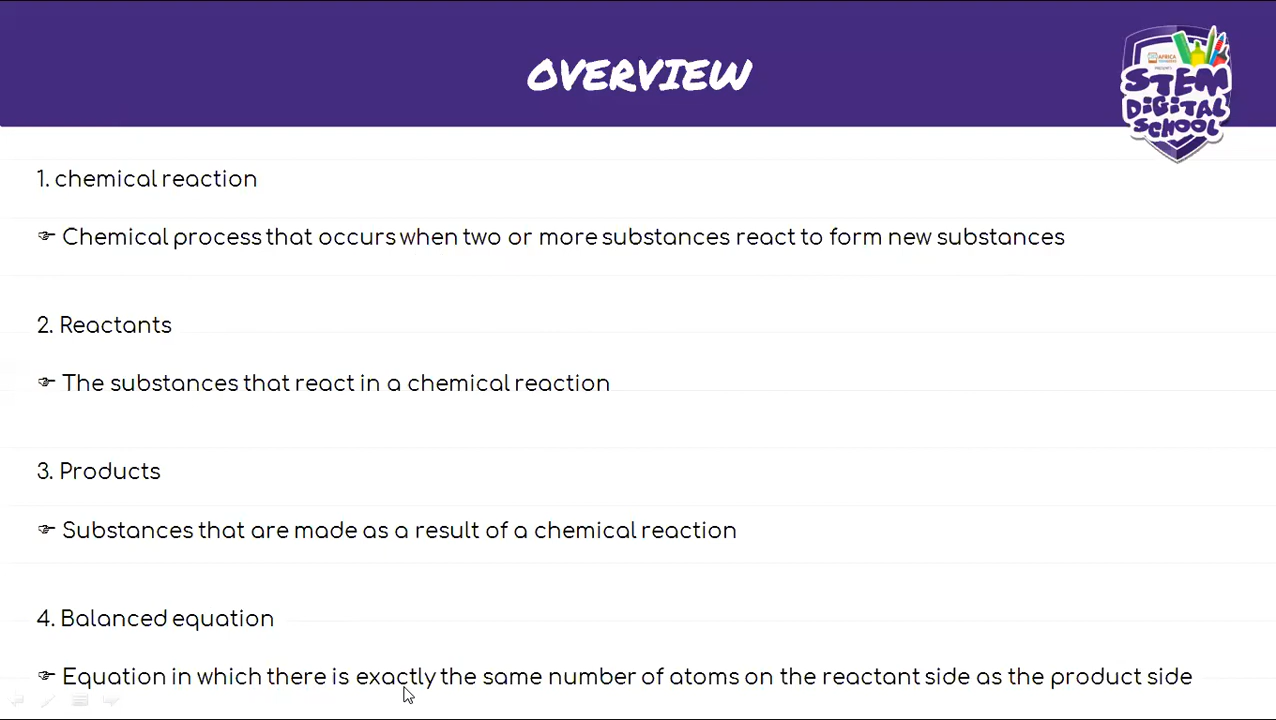 OVERVIEW
AFRICA
STEM
DIGITAL
SCHOOL
1. chemical reaction
☞ Chemical process that occurs when two or more substances react to form new substances
2. Reactants
☞ The substances that react in a chemical reaction
3. Products
☞ Substances that are made as a result of a chemical reaction
4. Balanced equation
☞ Equation in which there is exactly the same number of atoms on the reactant side as the product side